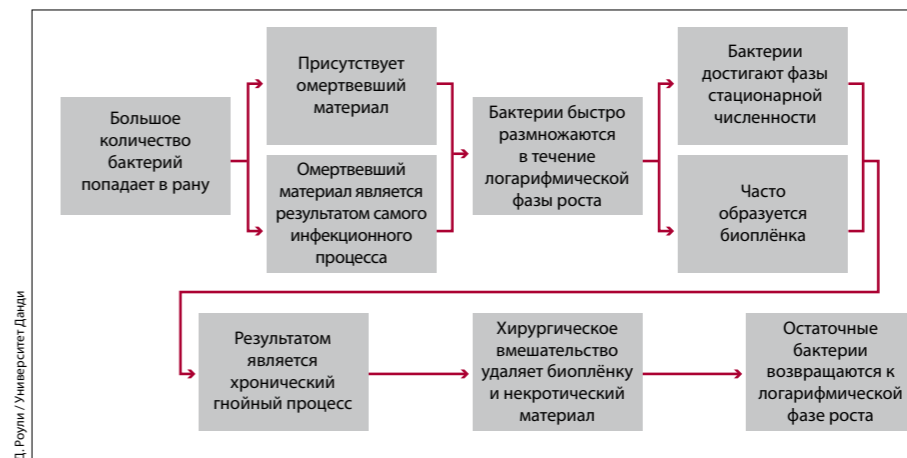 Большое
количество
бактерий
попадает в рану
Присутствует
омертвевший
материал
Омертвевший
материал является
результатом самого
инфекционного
процесса
Бактерии быстро
размножаются
в течение
логарифмической
фазы роста
Бактерии
достигают фазы
стационарной
численности
Часто
образуется
биоплёнка
Результатом
является
хронический
гнойный процесс
Хирургическое
вмешательство
удаляет биоплёнку
и некротический
материал
Остаточные
бактерии
возвращаются к
логарифмической
фазе роста
Д. Роули / Университет Данди